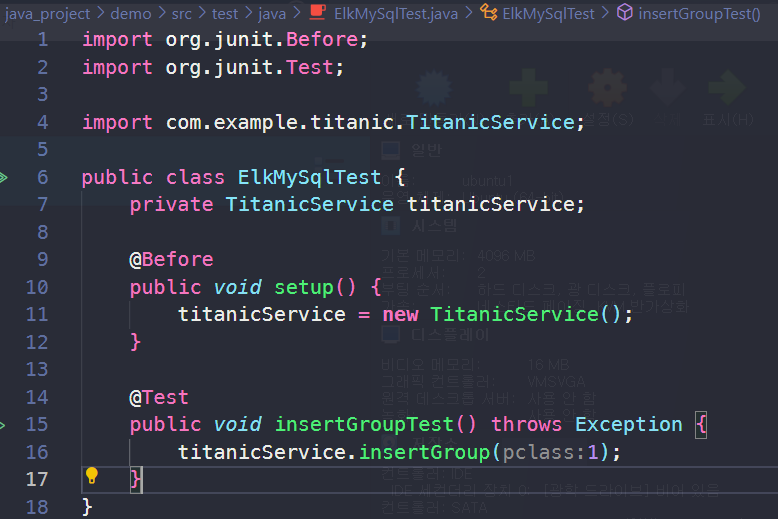 java_project > demo > src > test > java > ElkMySqlTest.java > ElkMySqlTest > insertGroupTest()
1 import org.junit.Before;
2 import org.junit.Test;
3
4 import com.example.titanic.TitanicService;
5
6 public class ElkMySqlTest {
7 private TitanicService titanicService;
8
9 @Before
10 public void setup() {
11 titanicService = new TitanicService();
12 }
13
14 @Test
15 public void insertGroupTest() throws Exception {
16 titanicService.insertGroup(pclass:1);
17 }
18 }
설정(S)
표시(H)
일반
ubuntu1
시스템
기본 메모리: 4096 MB
프로세서: 2
부팅 순서: 하드 디스크, 광 디스크, 플로피
디스플레이
비디오 메모리: 16 MB
그래픽 컨트롤러: VMSVGA
원격 데스크톱 서버: 사용 안 함
사용 안 함
컨트롤러: IDE
IDE 세컨더리 장치 0: [광학 드라이브] 비어 있음
컨트롤러: SATA